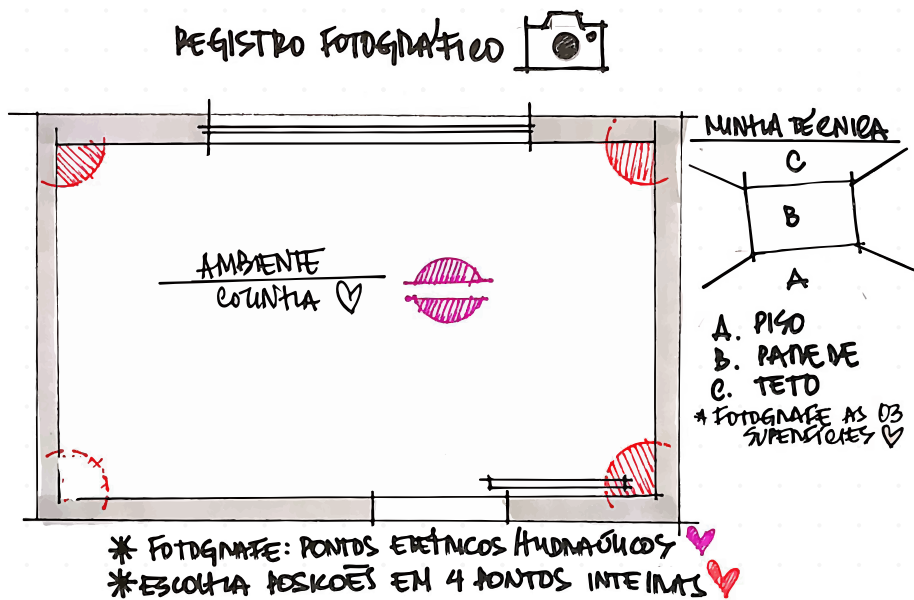 REGISTRO FOTOGRÁFICO
MINHA TÉCNICA
C
B
A
AMBIENTE
COZINHA
A. PISO
B. PAREDE
C. TETO
* FOTOGRAFE AS 03
SUPERFÍCIES
* FOTOGRAFE: PONTOS ELÉTRICOS/HIDRÁULICOS
* ESCOLHA POSIÇÕES EM 4 PONTOS INTEIRAS